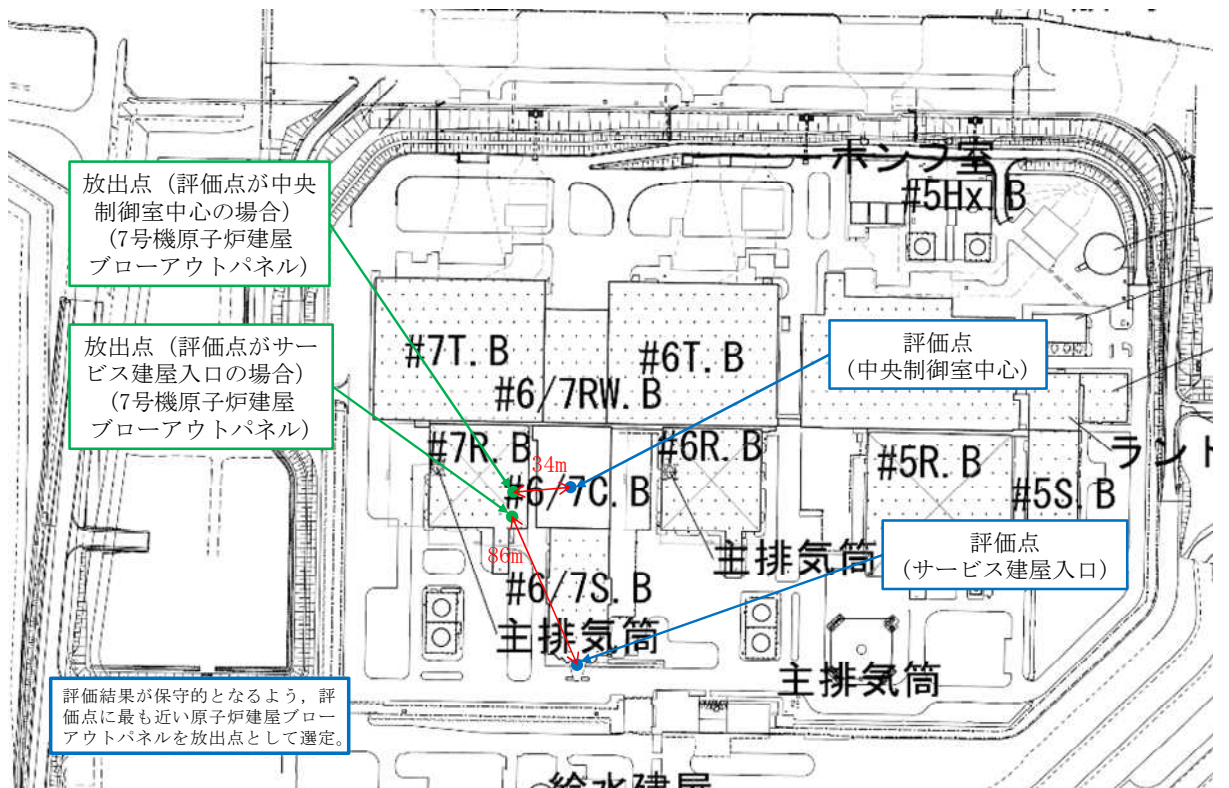 ポンプ室
#5Hx. B
放出点（評価点が中央
制御室中心の場合）
（7号機原子炉建屋
ブローアウトパネル）
放出点（評価点がサー
ビス建屋入口の場合）
（7号機原子炉建屋
ブローアウトパネル）
#7T. B
#6T. B
#6/7RW. B
評価点
（中央制御室中心）
#7R. B
34m
#6/7C. B
#6R. B
#5R. B
ランド
#5S. B
86m
#6/7S. B
主排気筒
主排気筒
評価点
（サービス建屋入口）
主排気筒
評価結果が保守的となるよう，評
価点に最も近い原子炉建屋ブロー
アウトパネルを放出点として選定。
給水建屋